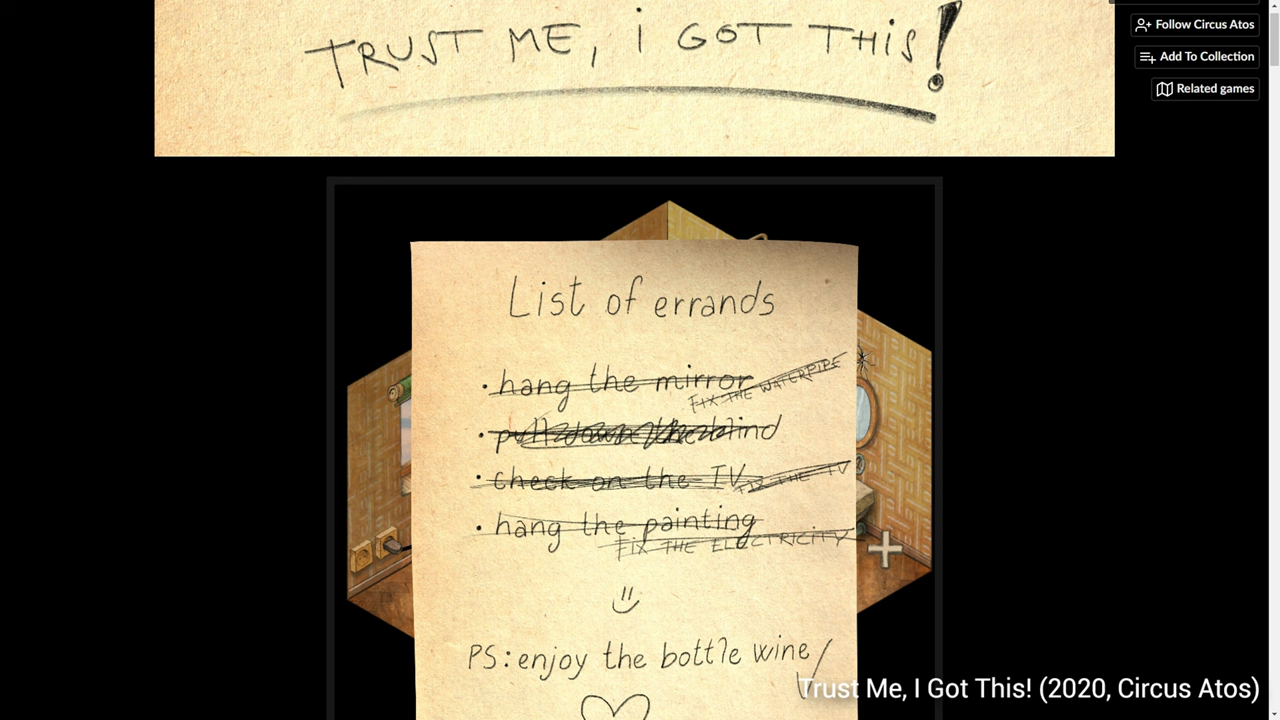 TRUST ME, i GOT THIS!
Follow Circus Atos
Add To Collection
Related games
List of errands
• hang the mirror
FIX THE WATERPIPE
• pull down the blind
• check on the TV
FIX THE TV
• hang the painting
FIX THE ELECTRICITY
PS: enjoy the bottle wine!
Trust Me, I Got This! (2020, Circus Atos)